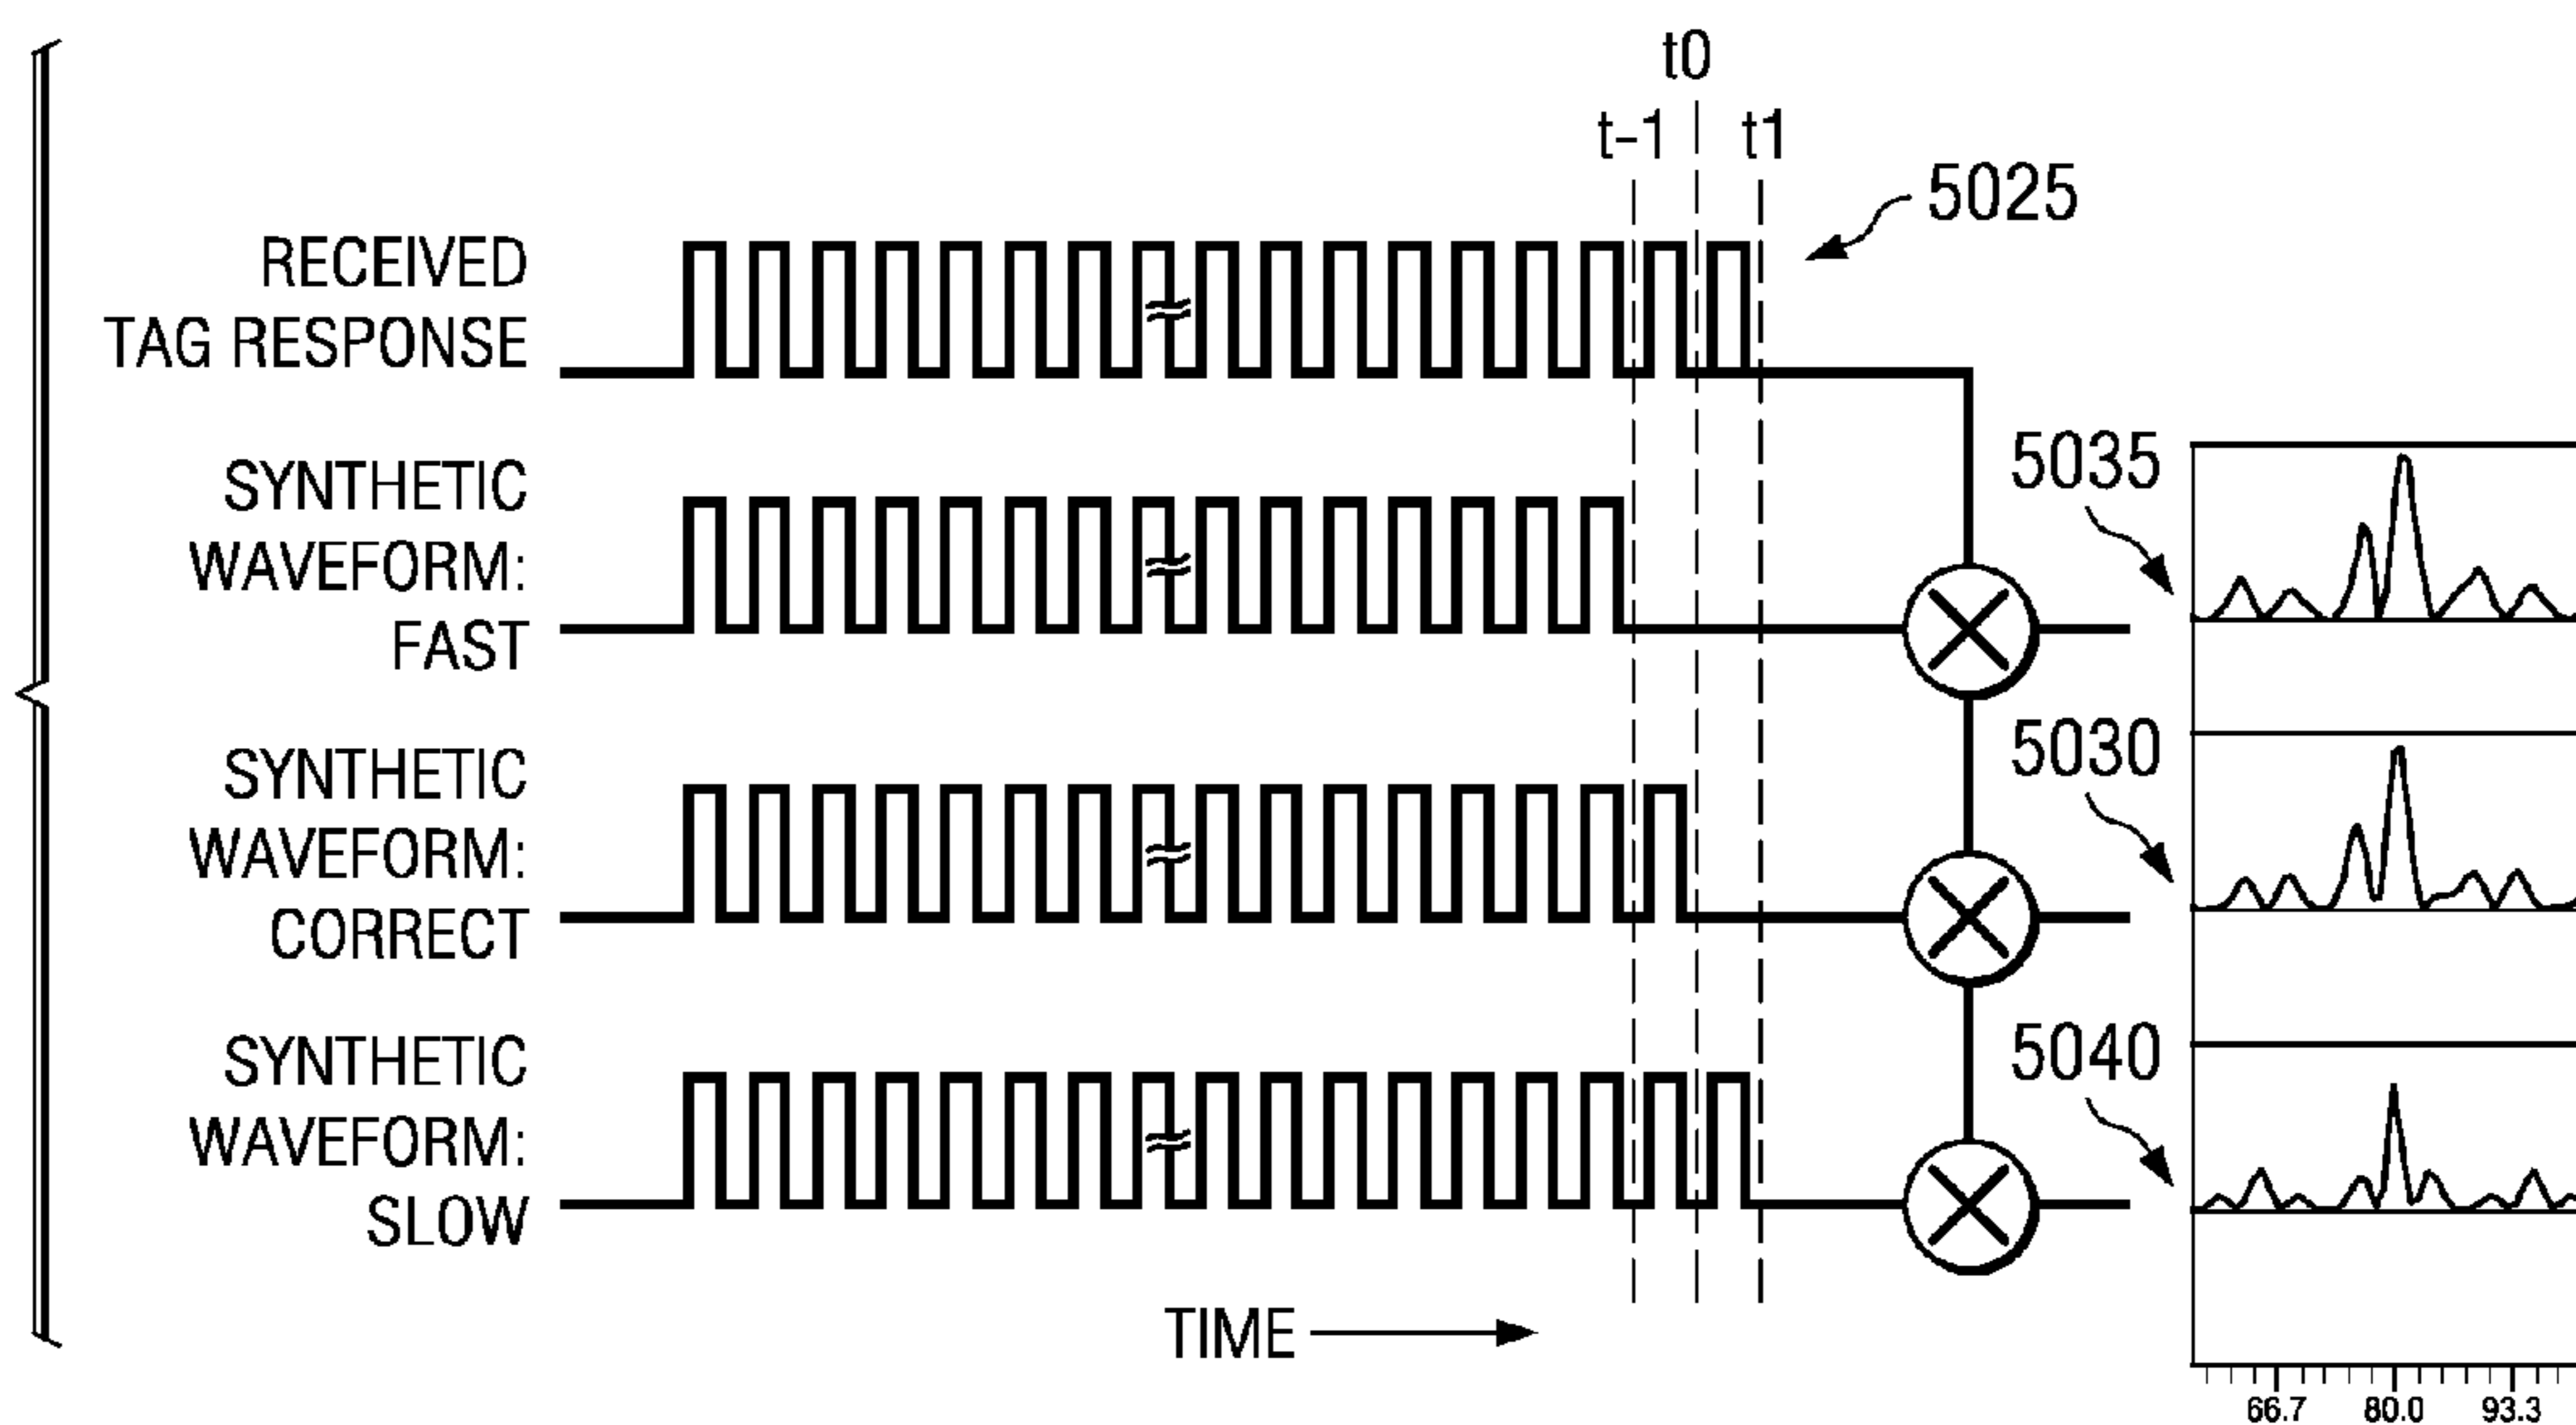 t0
t-1
t1
5025
RECEIVED
TAG RESPONSE
SYNTHETIC
WAVEFORM:
FAST
5035
SYNTHETIC
WAVEFORM:
CORRECT
5030
SYNTHETIC
WAVEFORM:
SLOW
5040
TIME
66.7 80.0 93.3